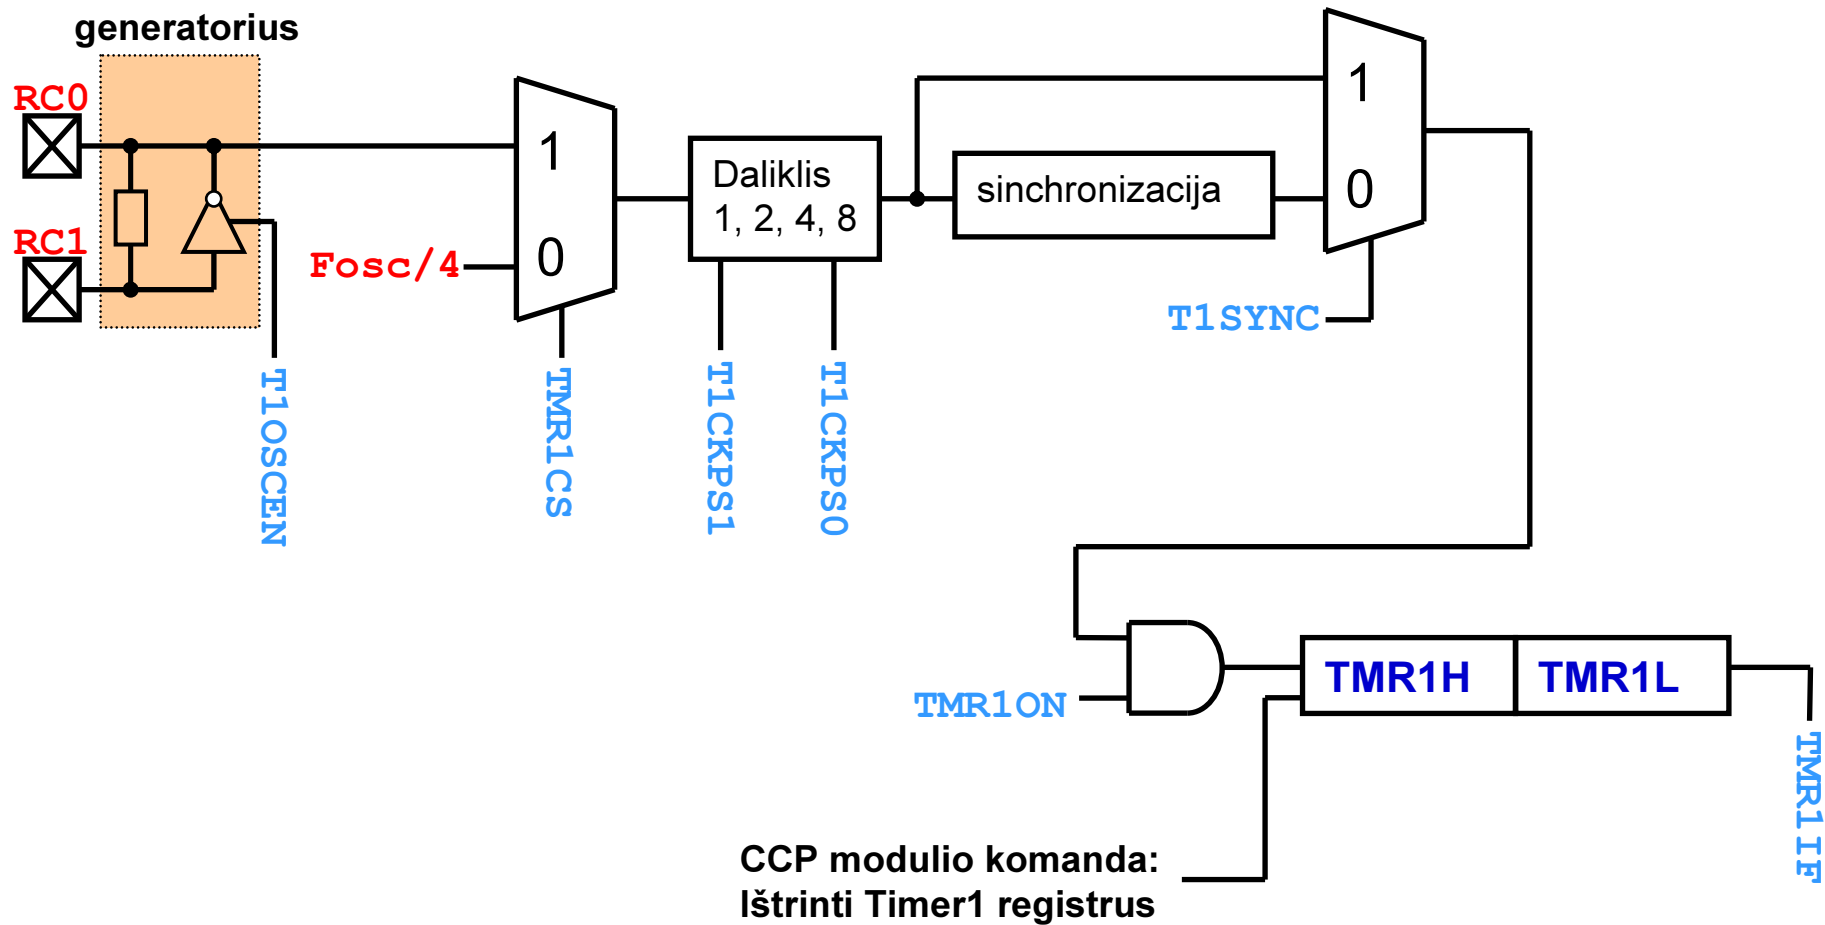 generatorius
RC0
RC1
1
0
Fosc/4
Daliklis
1, 2, 4, 8
sinchronizacija
1
0
T1SYNC
T1OSCEN
TMR1CS
T1CKPS1
T1CKPS0
TMR1ON
TMR1H
TMR1L
TMR1IF
CCP modulio komanda:
Ištrinti Timer1 registrus